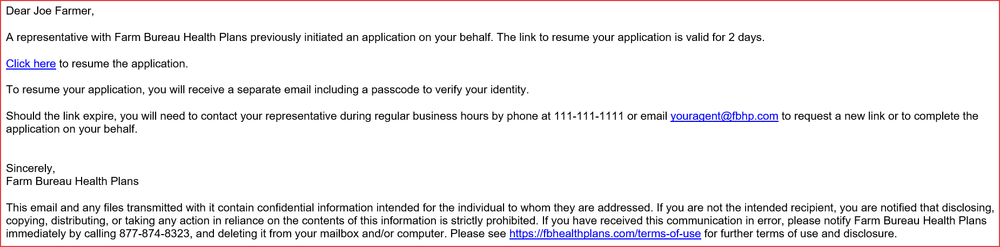 Dear Joe Farmer,
A representative with Farm Bureau Health Plans previously initiated an application on your behalf. The link to resume your application is valid for 2 days.
Click here to resume the application.
To resume your application, you will receive a separate email including a passcode to verify your identity.
Should the link expire, you will need to contact your representative during regular business hours by phone at 111-111-1111 or email youragent@fbhp.com to request a new link or to complete the
application on your behalf.
Sincerely,
Farm Bureau Health Plans
This email and any files transmitted with it contain confidential information intended for the individual to whom they are addressed. If you are not the intended recipient, you are notified that disclosing,
copying, distributing, or taking any action in reliance on the contents of this information is strictly prohibited. If you have received this communication in error, please notify Farm Bureau Health Plans
immediately by calling 877-874-8323, and deleting it from your mailbox and/or computer. Please see https://fbhealthplans.com/terms-of-use for further terms of use and disclosure.